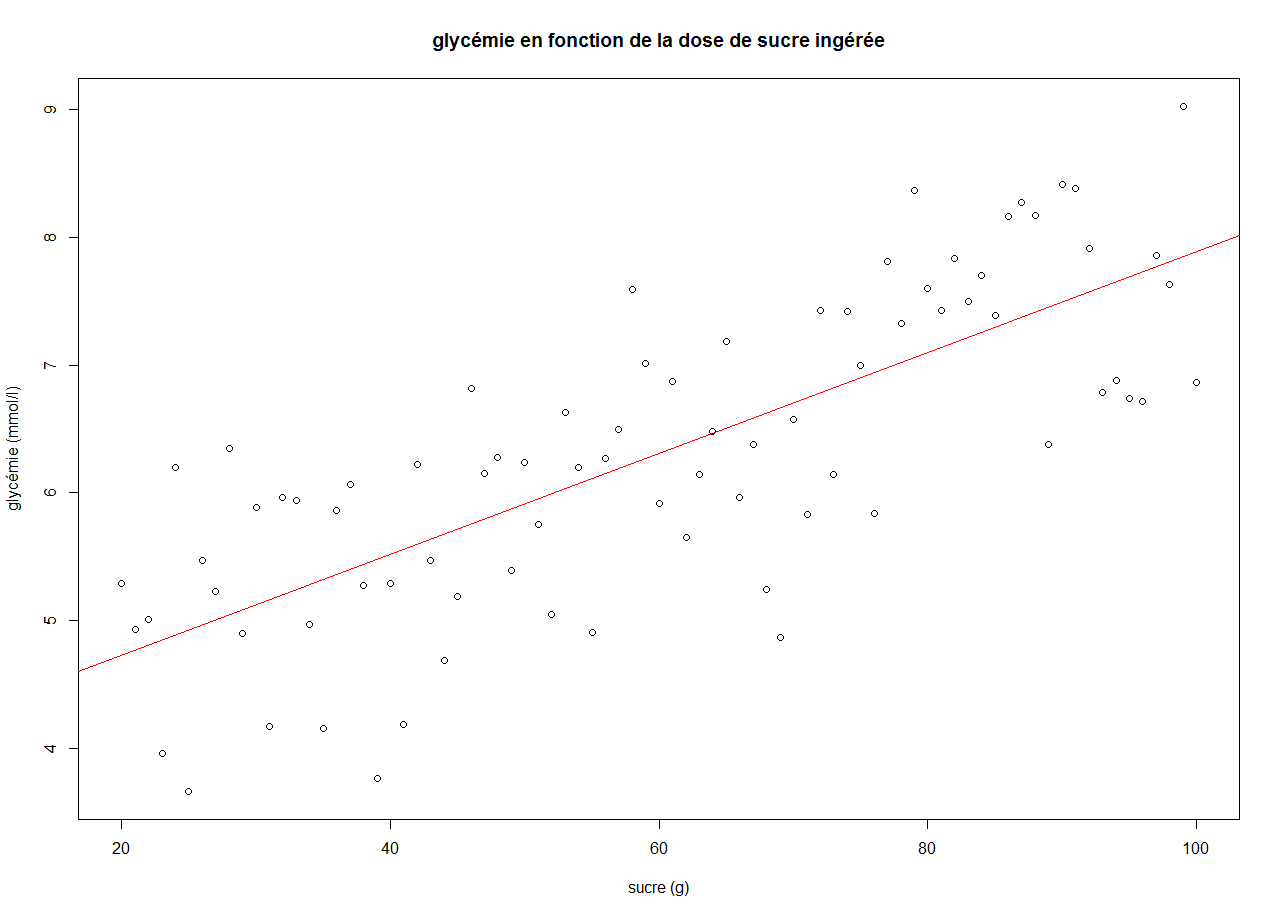 glycémie en fonction de la dose de sucre ingérée
glycémie (mmol/l)
9
8
7
6
5
4
20 40 60 80 100
sucre (g)